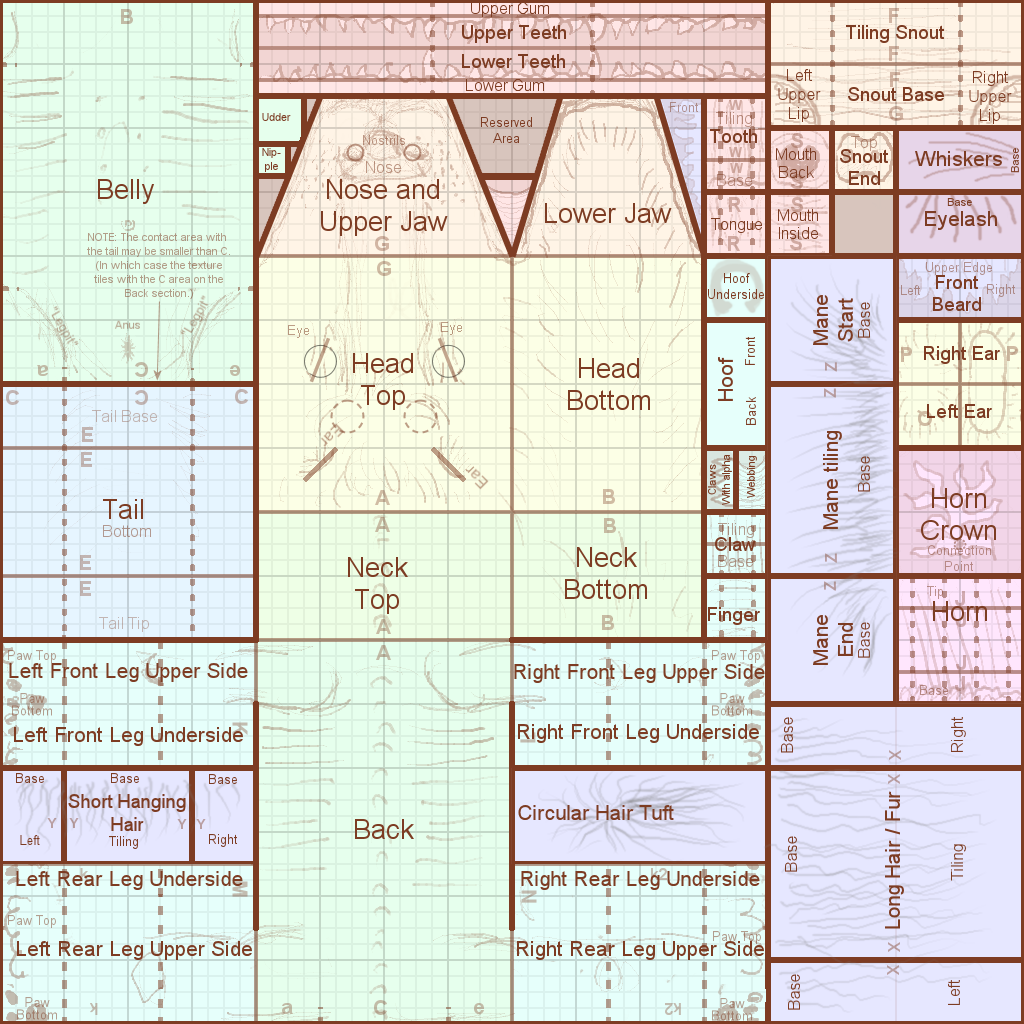 B
Belly
G
NOTE: The contact area with
the tail may be smaller than C.
(In which case the texture
tiles with the C area on the
Back section.)
"Legpit"
Anus
"Legpit"
a
C
e
C
C
C
Tail Base
E
E
Tail
Bottom
E
E
Tail Tip
Upper Gum
Upper Teeth
Lower Teeth
Lower Gum
Udder
Nip-
ple
Nostrils
Nose
Nose and
Upper Jaw
G
Reserved
Area
Lower Jaw
Front
W
Tiling
Tooth
W
W
Base
R
Tongue
R
G
Eye
Eye
Head
Top
Ear
Ear
A
Head
Bottom
B
A
Neck
Top
A
B
Neck
Bottom
B
Hoof
Underside
Hoof
Front
Back
Claws
With alpha
Webbing
Tiling
Claw
Base
Finger
F
Tiling Snout
F
Left
Upper
Lip
F
Snout Base
G
Right
Upper
Lip
S
Mouth
Back
S
Top
Snout
End
Whiskers
Base
S
Mouth
Inside
S
Base
Eyelash
Mane
Start
Base
Z
Upper Edge
Left
Front
Beard
Right
P
Right Ear
P
Left Ear
Z
Mane tiling
Base
Z
Horn
Crown
Connection
Point
Z
Mane
End
Base
Tip
Horn
Base
Paw Top
Left Front Leg Upper Side
Paw
Bottom
Left Front Leg Underside
Base
Left
Y
Base
Short Hanging
Hair
Y
Y
Tiling
Base
Y
Right
k
Left Rear Leg Underside
M
Paw Top
Left Rear Leg Upper Side
Paw
Bottom
k
A
Back
a
C
e
Paw Top
Right Front Leg Upper Side
Paw
Bottom
Right Front Leg Underside
Circular Hair Tuft
k2
Right Rear Leg Underside
N
Paw Top
Right Rear Leg Upper Side
k2
Paw
Bottom
Base
Right
X
X
Base
Long Hair / Fur
Tiling
X
X
Base
Left